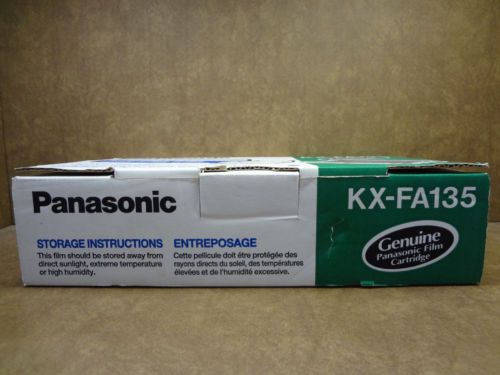 Panasonic
KX-FA135
STORAGE INSTRUCTIONS
This film should be stored away from
direct sunlight, extreme temperature
or high humidity.
ENTREPOSAGE
Cette pellicule doit être protégée des
rayons directs du soleil, des températures
élevées et de l'humidité excessive.
Genuine
Panasonic Film
Cartridge